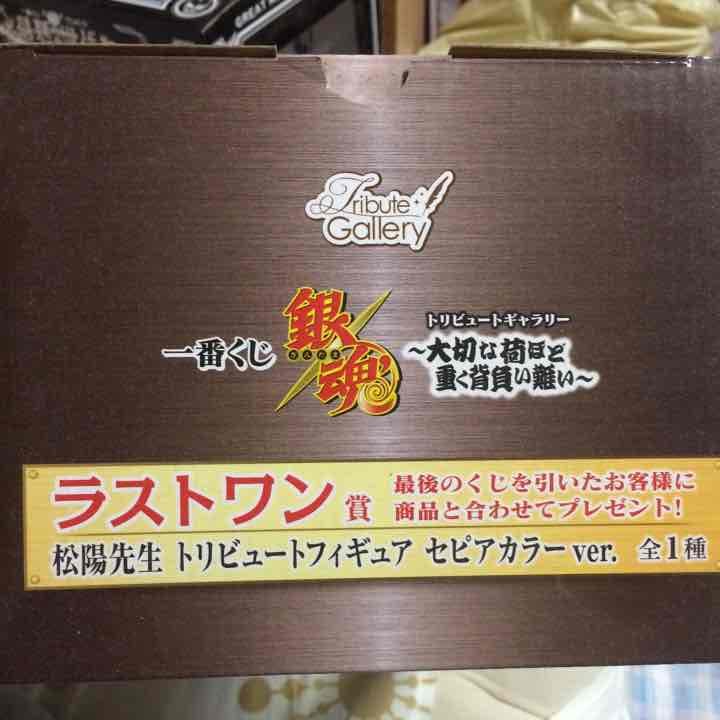 GREAT
Tribute
Gallery
一番くじ
銀魂
ぎんたま
トリビュートギャラリー
～大切な荷ほど
重く背負い難い～
ラストワン賞
最後のくじを引いたお客様に
商品と合わせてプレゼント!
松陽先生 トリビュートフィギュア セピアカラーver. 全1種